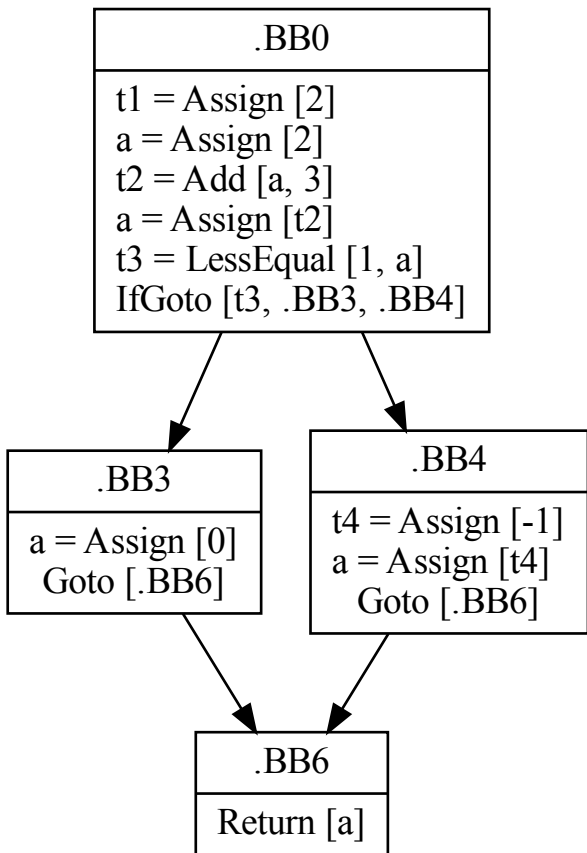 .BB0
t1 = Assign [2]
a = Assign [2]
t2 = Add [a, 3]
a = Assign [t2]
t3 = LessEqual [1, a]
IfGoto [t3, .BB3, .BB4]
.BB3
a = Assign [0]
Goto [.BB6]
.BB4
t4 = Assign [-1]
a = Assign [t4]
Goto [.BB6]
.BB6
Return [a]